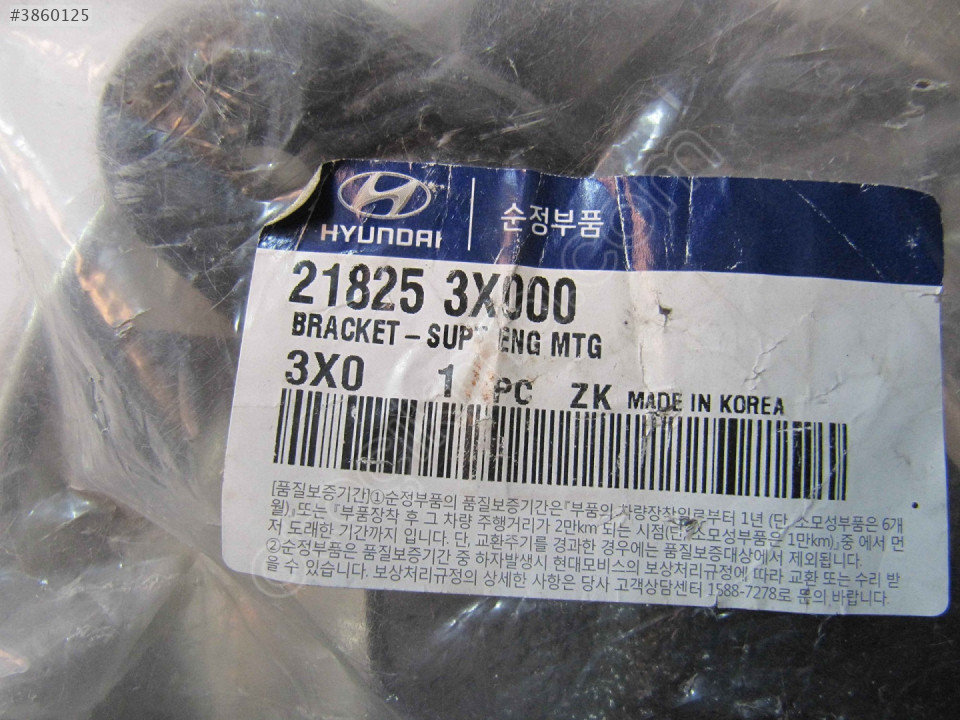 #3860125
HYUNDAI
순정부품
21825 3X000
BRACKET - SUP ENG MTG
3X0 1 PC ZK MADE IN KOREA
[품질보증기간]①순정부품의 품질보증기간은『부품의 차량장착일로부터 1년 (단, 소모성부품은 6개
월)』또는『부품장착 후 그 차량 주행거리가 2만km 되는 시점(단, 소모성부품은 1만km)』중 에서 먼
저 도래한 기간까지 입니다. 단, 교환주기를 경과한 경우에는 품질보증대상에서 제외됩니다.
②순정부품은 품질보증기간 중 하자발생시 현대모비스의 보상처리규정에 따라 교환 또는 수리 받
을 수 있습니다. 보상처리규정의 상세한 사항은 당사 고객상담센터 1588-7278로 문의 바랍니다.